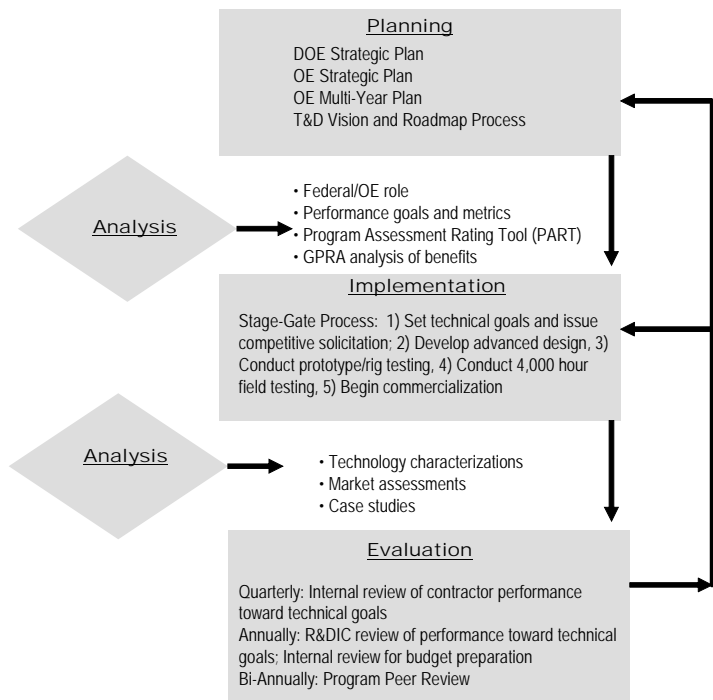 Planning
DOE Strategic Plan
OE Strategic Plan
OE Multi-Year Plan
T&D Vision and Roadmap Process
Analysis
• Federal/OE role
• Performance goals and metrics
• Program Assessment Rating Tool (PART)
• GPRA analysis of benefits
Implementation
Stage-Gate Process: 1) Set technical goals and issue
competitive solicitation; 2) Develop advanced design, 3)
Conduct prototype/rig testing, 4) Conduct 4,000 hour
field testing, 5) Begin commercialization
Analysis
• Technology characterizations
• Market assessments
• Case studies
Evaluation
Quarterly: Internal review of contractor performance
toward technical goals
Annually: R&DIC review of performance toward technical
goals; Internal review for budget preparation
Bi-Annually: Program Peer Review